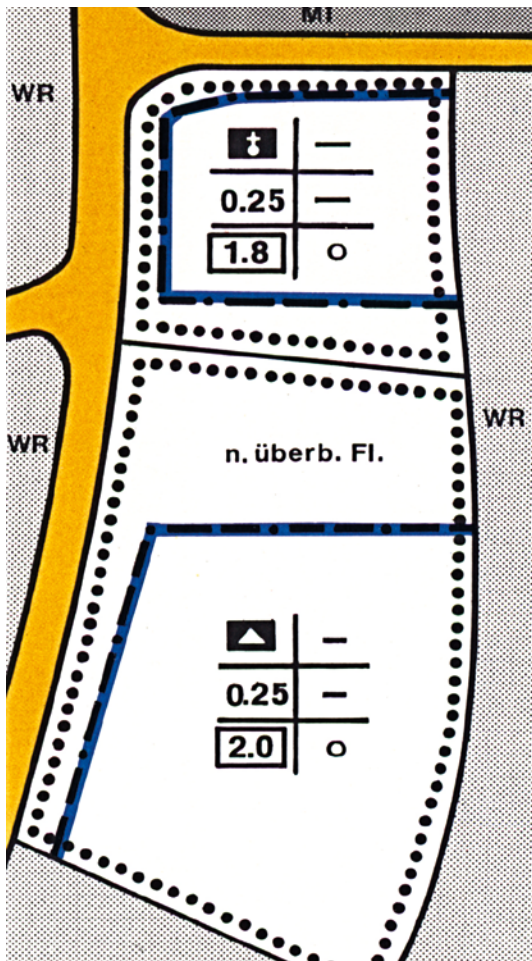 MI
WR
—
0.25 —
1.8 o
WR
WR
n. überb. Fl.
–
0.25 –
2.0 o